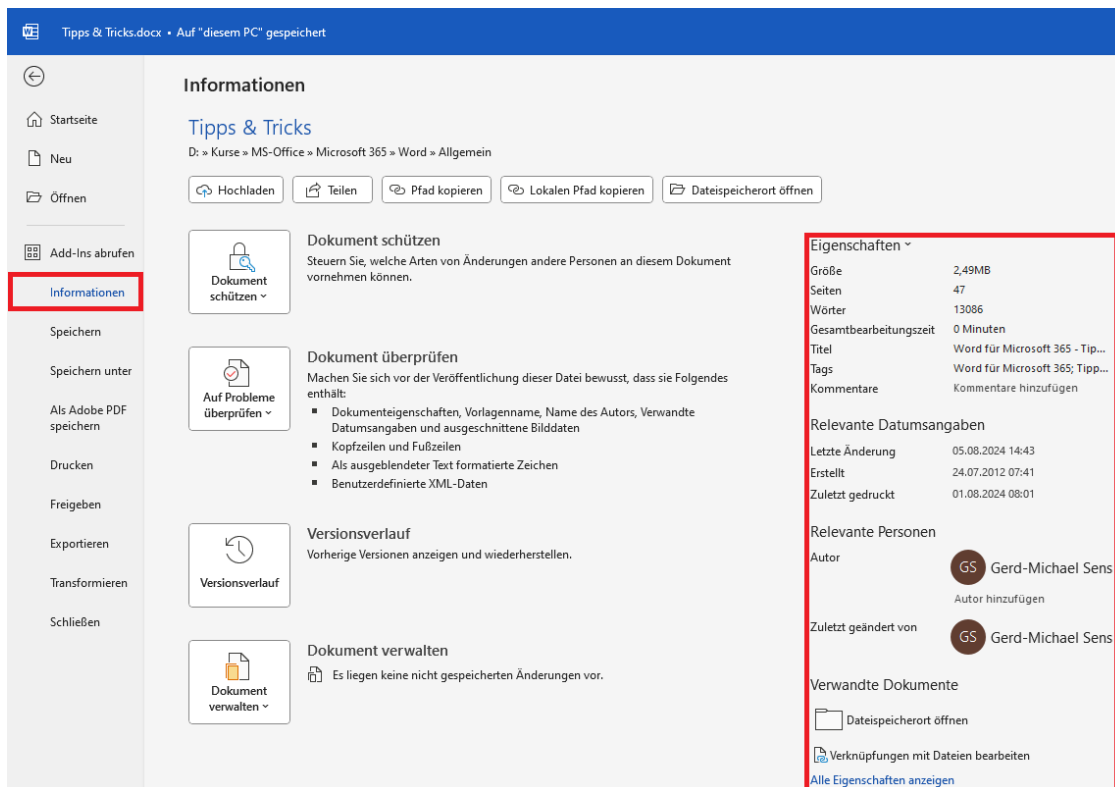 Tipps & Tricks.docx • Auf "diesem PC" gespeichert
Startseite
Neu
Öffnen
Add-Ins abrufen
Informationen
Speichern
Speichern unter
Als Adobe PDF
speichern
Drucken
Freigeben
Exportieren
Transformieren
Schließen
Informationen
Tipps & Tricks
D: » Kurse » MS-Office » Microsoft 365 » Word » Allgemein
Hochladen Teilen Pfad kopieren Lokalen Pfad kopieren Dateispeicherort öffnen
Dokument
schützen
Dokument schützen
Steuern Sie, welche Arten von Änderungen andere Personen an diesem Dokument
vornehmen können.
Auf Probleme
überprüfen
Dokument überprüfen
Machen Sie sich vor der Veröffentlichung dieser Datei bewusst, dass sie Folgendes
enthält:
▪ Dokumenteigenschaften, Vorlagenname, Name des Autors, Verwandte
Datumsangaben und ausgeschnittene Bilddaten
▪ Kopfzeilen und Fußzeilen
▪ Als ausgeblendeter Text formatierte Zeichen
▪ Benutzerdefinierte XML-Daten
Versionsverlauf
Versionsverlauf
Vorherige Versionen anzeigen und wiederherstellen.
Dokument
verwalten
Dokument verwalten
Es liegen keine nicht gespeicherten Änderungen vor.
Eigenschaften
Größe 2,49MB
Seiten 47
Wörter 13086
Gesamtbearbeitungszeit 0 Minuten
Titel Word für Microsoft 365 - Tip...
Tags Word für Microsoft 365; Tipp...
Kommentare Kommentare hinzufügen
Relevante Datumsangaben
Letzte Änderung 05.08.2024 14:43
Erstellt 24.07.2012 07:41
Zuletzt gedruckt 01.08.2024 08:01
Relevante Personen
Autor
GS Gerd-Michael Sens
Autor hinzufügen
Zuletzt geändert von
GS Gerd-Michael Sens
Verwandte Dokumente
Dateispeicherort öffnen
Verknüpfungen mit Dateien bearbeiten
Alle Eigenschaften anzeigen